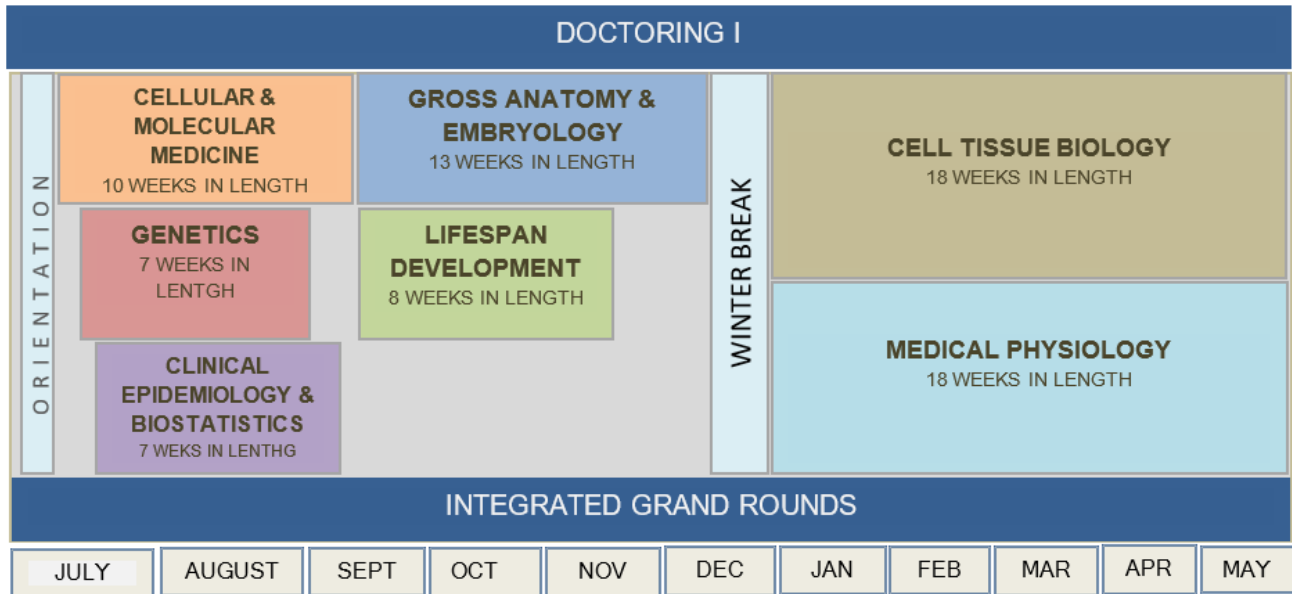 DOCTORING I
ORIENTATION
CELLULAR &
MOLECULAR
MEDICINE
10 WEEKS IN LENGTH
GROSS ANATOMY &
EMBRYOLOGY
13 WEEKS IN LENGTH
GENETICS
7 WEEKS IN
LENTGH
LIFESPAN
DEVELOPMENT
8 WEEKS IN LENGTH
CLINICAL
EPIDEMIOLOGY &
BIOSTATISTICS
7 WEKS IN LENTHG
WINTER BREAK
CELL TISSUE BIOLOGY
18 WEEKS IN LENGTH
MEDICAL PHYSIOLOGY
18 WEEKS IN LENGTH
INTEGRATED GRAND ROUNDS
JULY AUGUST SEPT OCT NOV DEC JAN FEB MAR APR MAY